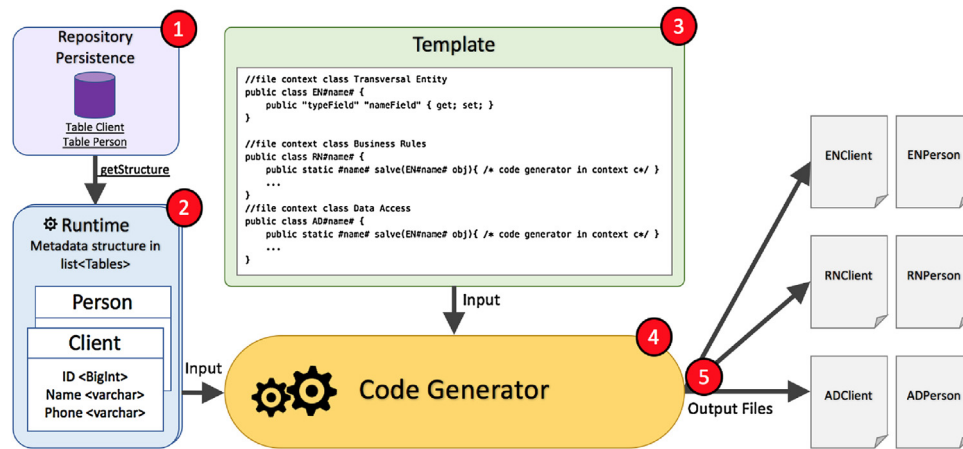 1
Repository
Persistence
Table Client
Table Person
getStructure
2
Runtime
Metadata structure in
list<Tables>
Person
Client
ID <BigInt>
Name <varchar>
Phone <varchar>
Input
3
Template
//file context class Transversal Entity
public class EN#name# {
public "typeField" "nameField" { get; set; }
}
//file context class Business Rules
public class RN#name# {
public static #name# salve(EN#name# obj){ /* code generator in context c*/ }
...
}
//file context class Data Access
public class AD#name# {
public static #name# salve(EN#name# obj){ /* code generator in context c*/ }
...
}
Input
4
Code Generator
5
Output Files
ENClient
ENPerson
RNClient
RNPerson
ADClient
ADPerson